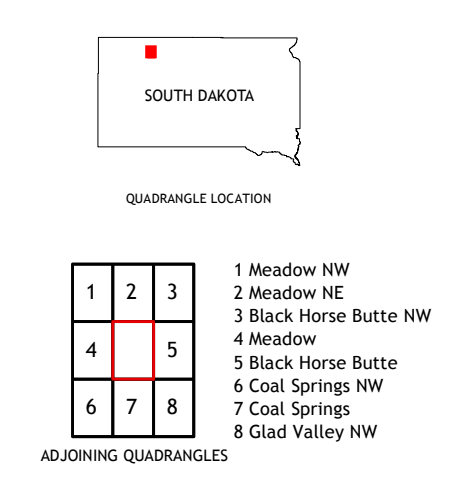 SOUTH DAKOTA
QUADRANGLE LOCATION
1 2 3
4 5
6 7 8
ADJOINING QUADRANGLES
1 Meadow NW
2 Meadow NE
3 Black Horse Butte NW
4 Meadow
5 Black Horse Butte
6 Coal Springs NW
7 Coal Springs
8 Glad Valley NW